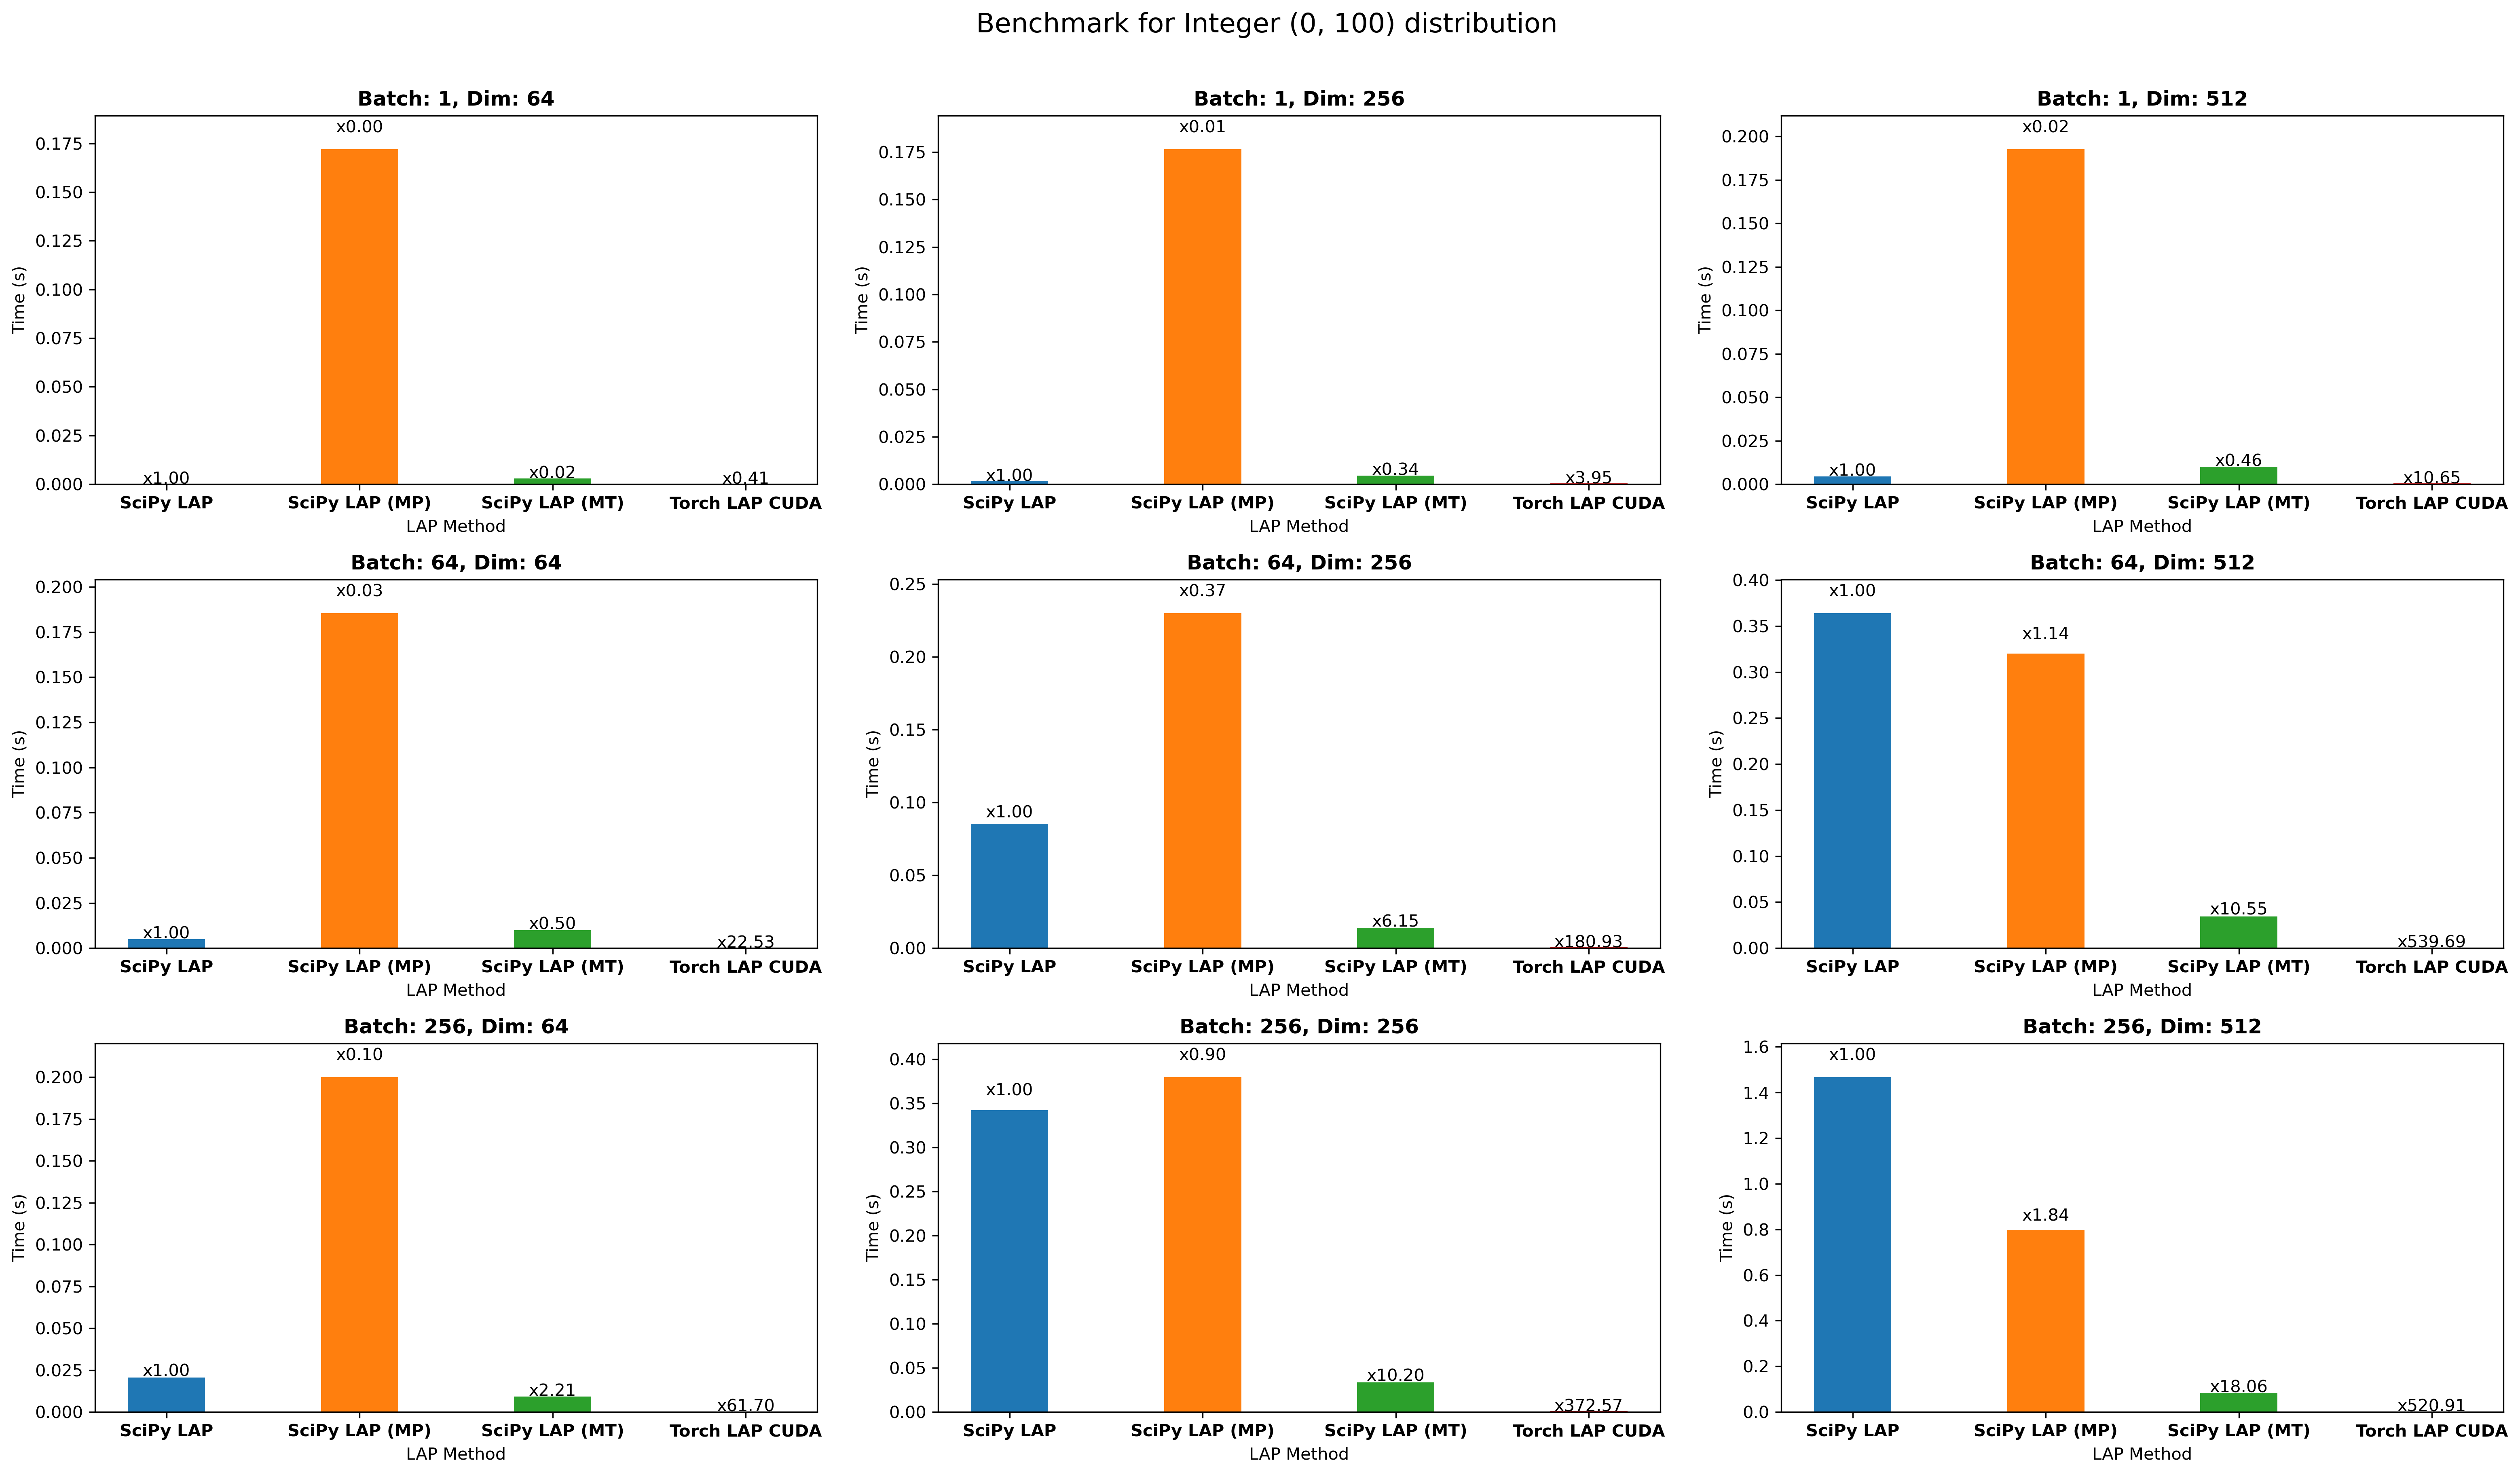 Benchmark for Integer (0, 100) distribution
Batch: 1, Dim: 64
Time (s)
0.175
0.150
0.125
0.100
0.075
0.050
0.025
0.000
x1.00
x0.00
x0.02
x0.41
SciPy LAP
SciPy LAP (MP)
SciPy LAP (MT)
Torch LAP CUDA
LAP Method
Batch: 1, Dim: 256
Time (s)
0.175
0.150
0.125
0.100
0.075
0.050
0.025
0.000
x1.00
x0.01
x0.34
x3.95
SciPy LAP
SciPy LAP (MP)
SciPy LAP (MT)
Torch LAP CUDA
LAP Method
Batch: 1, Dim: 512
Time (s)
0.200
0.175
0.150
0.125
0.100
0.075
0.050
0.025
0.000
x1.00
x0.02
x0.46
x10.65
SciPy LAP
SciPy LAP (MP)
SciPy LAP (MT)
Torch LAP CUDA
LAP Method
Batch: 64, Dim: 64
Time (s)
0.200
0.175
0.150
0.125
0.100
0.075
0.050
0.025
0.000
x1.00
x0.03
x0.50
x22.53
SciPy LAP
SciPy LAP (MP)
SciPy LAP (MT)
Torch LAP CUDA
LAP Method
Batch: 64, Dim: 256
Time (s)
0.25
0.20
0.15
0.10
0.05
0.00
x1.00
x0.37
x6.15
x180.93
SciPy LAP
SciPy LAP (MP)
SciPy LAP (MT)
Torch LAP CUDA
LAP Method
Batch: 64, Dim: 512
Time (s)
0.40
0.35
0.30
0.25
0.20
0.15
0.10
0.05
0.00
x1.00
x1.14
x10.55
x539.69
SciPy LAP
SciPy LAP (MP)
SciPy LAP (MT)
Torch LAP CUDA
LAP Method
Batch: 256, Dim: 64
Time (s)
0.200
0.175
0.150
0.125
0.100
0.075
0.050
0.025
0.000
x1.00
x0.10
x2.21
x61.70
SciPy LAP
SciPy LAP (MP)
SciPy LAP (MT)
Torch LAP CUDA
LAP Method
Batch: 256, Dim: 256
Time (s)
0.40
0.35
0.30
0.25
0.20
0.15
0.10
0.05
0.00
x1.00
x0.90
x10.20
x372.57
SciPy LAP
SciPy LAP (MP)
SciPy LAP (MT)
Torch LAP CUDA
LAP Method
Batch: 256, Dim: 512
Time (s)
1.6
1.4
1.2
1.0
0.8
0.6
0.4
0.2
0.0
x1.00
x1.84
x18.06
x520.91
SciPy LAP
SciPy LAP (MP)
SciPy LAP (MT)
Torch LAP CUDA
LAP Method